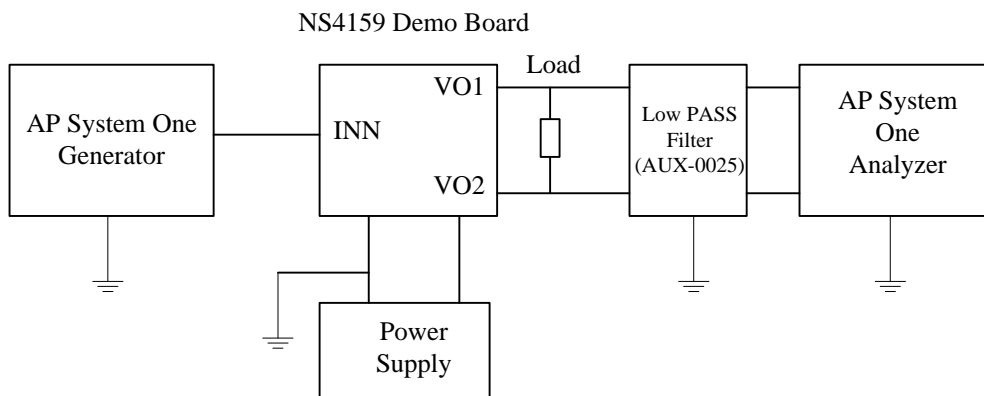 NS4159 Demo Board
AP System One
Generator
INN
VO1
VO2
Load
Low PASS
Filter
(AUX-0025)
AP System
One
Analyzer
Power
Supply